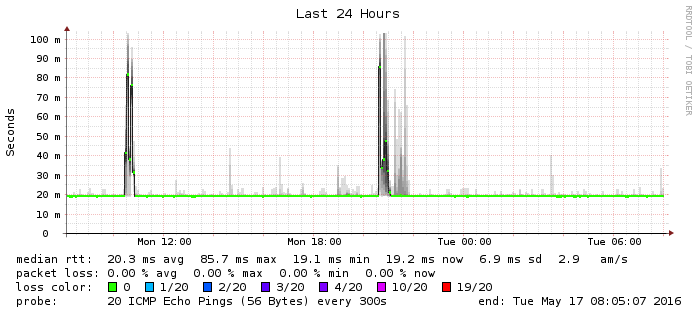 Last 24 Hours
RRDTOOL / TOBI OETIKER
Seconds
100 m
90 m
80 m
70 m
60 m
50 m
40 m
30 m
20 m
10 m
0
Mon 12:00 Mon 18:00 Tue 00:00 Tue 06:00
median rtt: 20.3 ms avg 85.7 ms max 19.1 ms min 19.2 ms now 6.9 ms sd 2.9 am/s
packet loss: 0.00 % avg 0.00 % max 0.00 % min 0.00 % now
loss color: 0 1/20 2/20 3/20 4/20 10/20 19/20
probe: 20 ICMP Echo Pings (56 Bytes) every 300s end: Tue May 17 08:05:07 2016